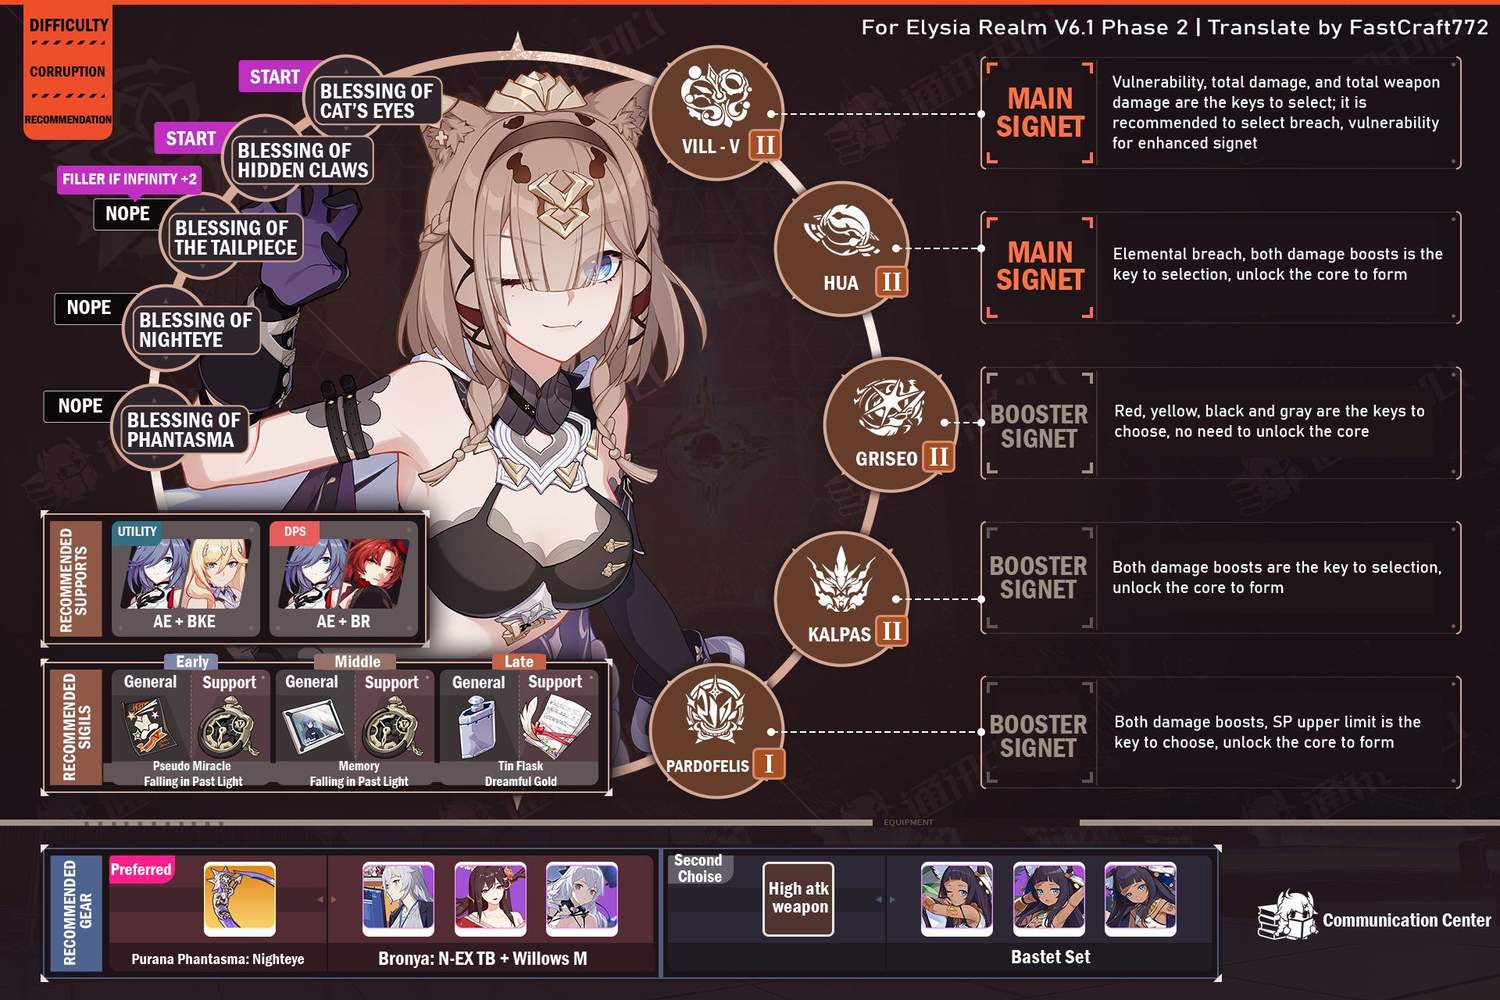 DIFFICULTY
CORRUPTION
RECOMMENDATION
For Elysia Realm V6.1 Phase 2 | Translate by FastCraft772
START
BLESSING OF
CAT'S EYES
START
BLESSING OF
HIDDEN CLAWS
FILLER IF INFINITY +2
NOPE
BLESSING OF
THE TAILPIECE
NOPE
BLESSING OF
NIGHTEYE
NOPE
BLESSING OF
PHANTASMA
VILL - V
II
MAIN
SIGNET
Vulnerability, total damage, and total weapon
damage are the keys to select; it is
recommended to select breach, vulnerability
for enhanced signet
HUA
II
MAIN
SIGNET
Elemental breach, both damage boosts is the
key to selection, unlock the core to form
GRISEO
II
BOOSTER
SIGNET
Red, yellow, black and gray are the keys to
choose, no need to unlock the core
KALPAS
II
BOOSTER
SIGNET
Both damage boosts are the key to selection,
unlock the core to form
PARDOFELIS
I
BOOSTER
SIGNET
Both damage boosts, SP upper limit is the
key to choose, unlock the core to form
RECOMMENDED
SUPPORTS
UTILITY
AE + BKE
DPS
AE + BR
RECOMMENDED
SIGILS
Early
General
Support
Pseudo Miracle
Falling in Past Light
Middle
General
Support
Memory
Falling in Past Light
Late
General
Support
Tin Flask
Dreamful Gold
EQUIPMENT
RECOMMENDED
GEAR
Preferred
Purana Phantasma: Nighteye
Bronya: N-EX TB + Willows M
Second
Choise
High atk
weapon
Bastet Set
Communication Center